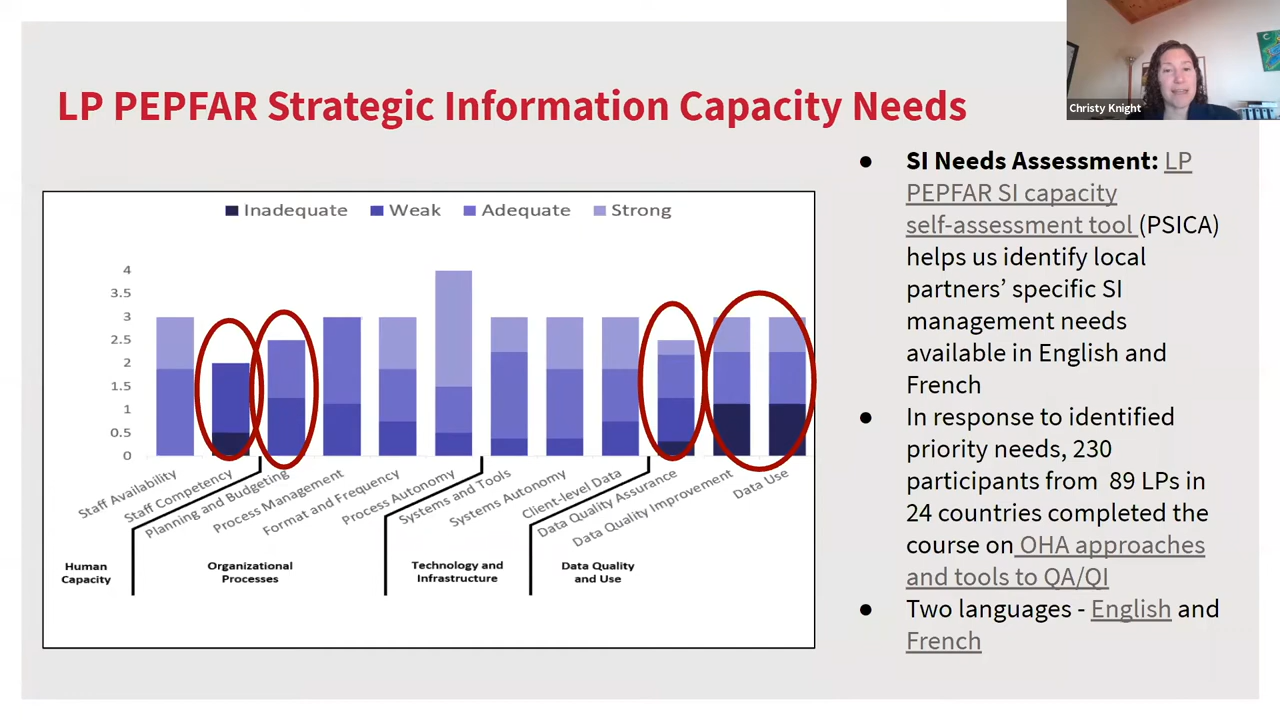 LP PEPFAR Strategic Information Capacity Needs
Christy Knight
Inadequate Weak Adequate Strong
4
3.5
3
2.5
2
1.5
1
0.5
0
Staff Availability
Staff Competency
Planning and Budgeting
Process Management
Format and Frequency
Process Autonomy
Systems and Tools
Systems Autonomy
Client-level Data
Data Quality Assurance
Data Quality Improvement
Data Use
Human
Capacity
Organizational
Processes
Technology and
Infrastructure
Data Quality
and Use
● SI Needs Assessment: LP
PEPFAR SI capacity
self-assessment tool (PSICA)
helps us identify local
partners’ specific SI
management needs
available in English and
French
● In response to identified
priority needs, 230
participants from 89 LPs in
24 countries completed the
course on OHA approaches
and tools to QA/QI
● Two languages - English and
French